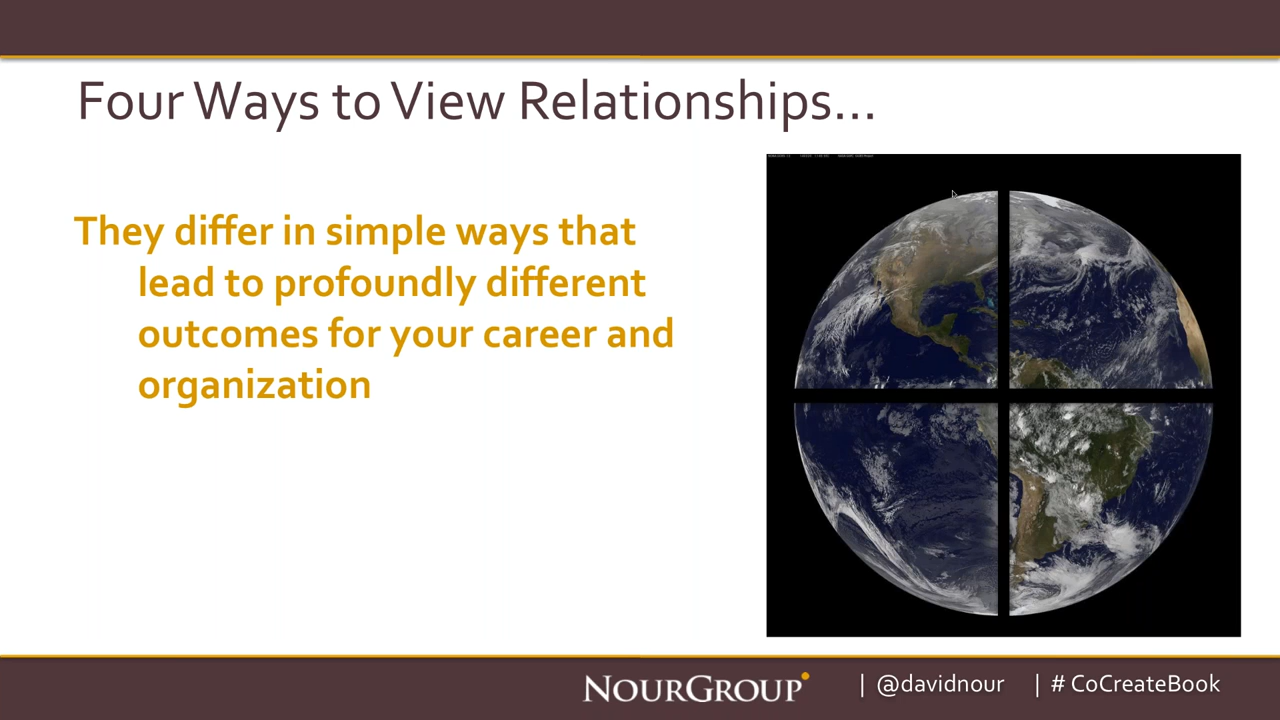 Four Ways to View Relationships...
They differ in simple ways that
lead to profoundly different
outcomes for your career and
organization
NOURGROUP | @davidnour | # CoCreateBook